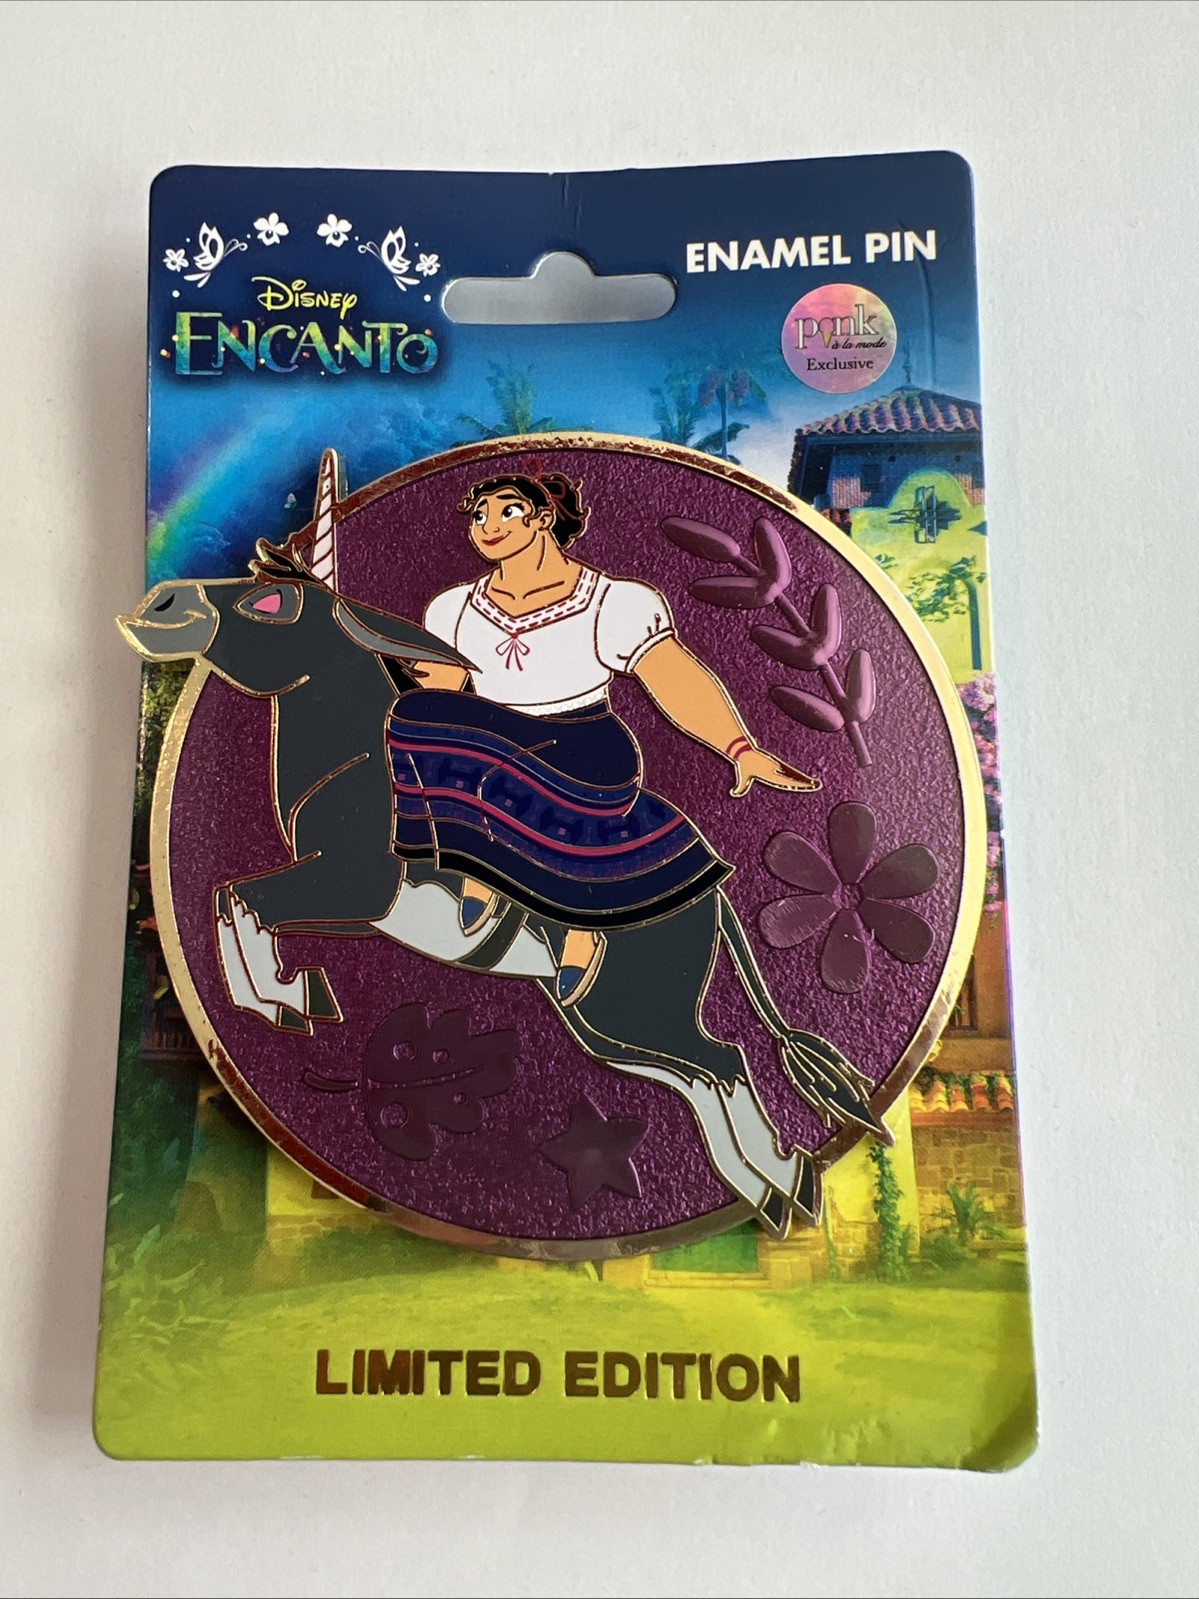 ENAMEL PIN
Disney
ENCANTO
pink
à la mode
Exclusive
LIMITED EDITION